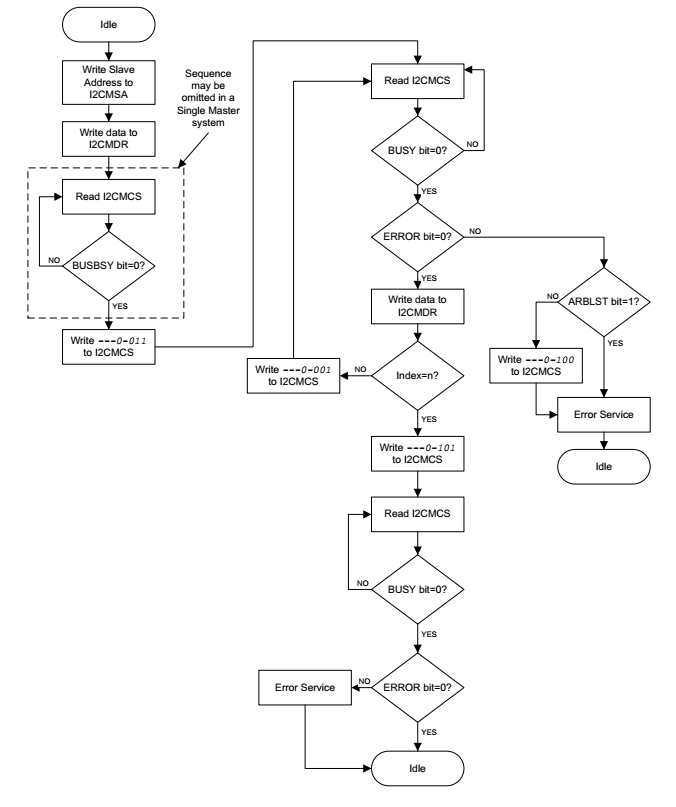 Idle
Write Slave
Address to
I2CMSA
Write data to
I2CMDR
Sequence
may be
omitted in a
Single Master
system
Read I2CMCS
BUSBSY bit=0?
NO
YES
Write ---0-011
to I2CMCS
Read I2CMCS
BUSY bit=0?
NO
YES
ERROR bit=0?
NO
YES
Write data to
I2CMDR
Index=n?
NO
Write ---0-001
to I2CMCS
YES
Write ---0-101
to I2CMCS
Read I2CMCS
BUSY bit=0?
NO
YES
ERROR bit=0?
NO
Error Service
YES
Idle
ARBLST bit=1?
NO
YES
Write ---0-100
to I2CMCS
Error Service
Idle